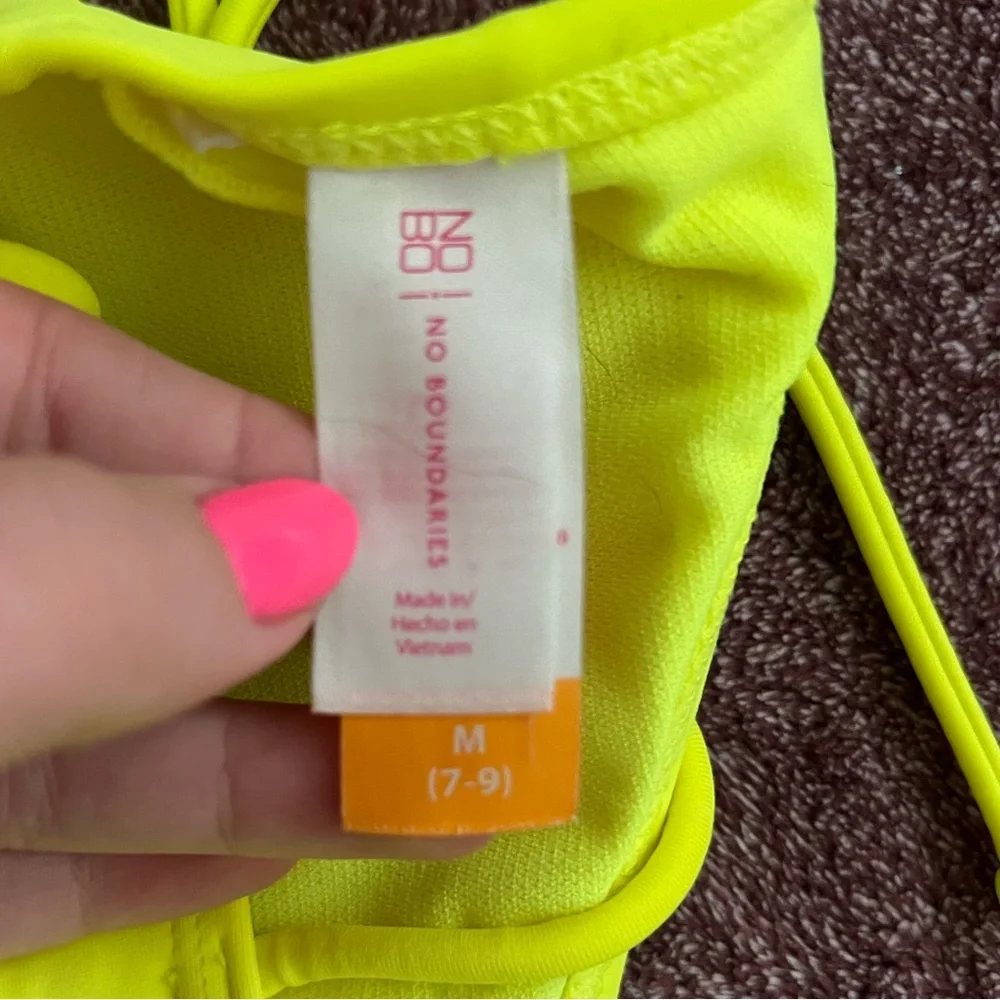 NO
BO
NO BOUNDARIES
Made in/
Hecho en
Vietnam
M
(7-9)